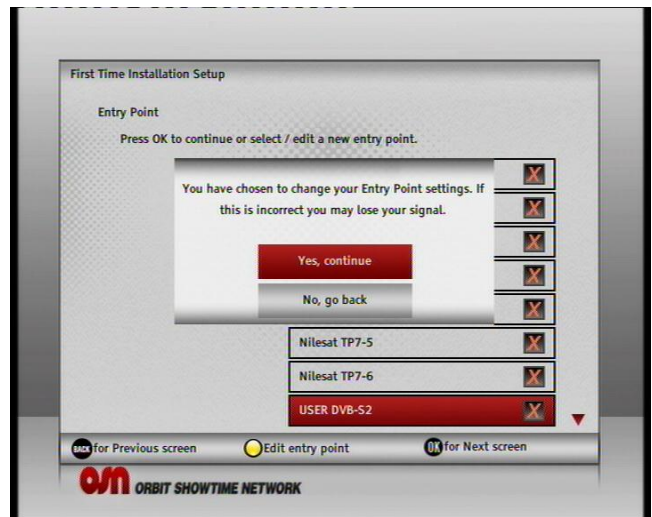 First Time Installation Setup
Entry Point
Press OK to continue or select / edit a new entry point.
You have chosen to change your Entry Point settings. If
this is incorrect you may lose your signal.
Yes, continue
No, go back
Nilesat TP7-5
Nilesat TP7-6
USER DVB-S2
BACK for Previous screen
Edit entry point
OK for Next screen
OSN ORBIT SHOWTIME NETWORK